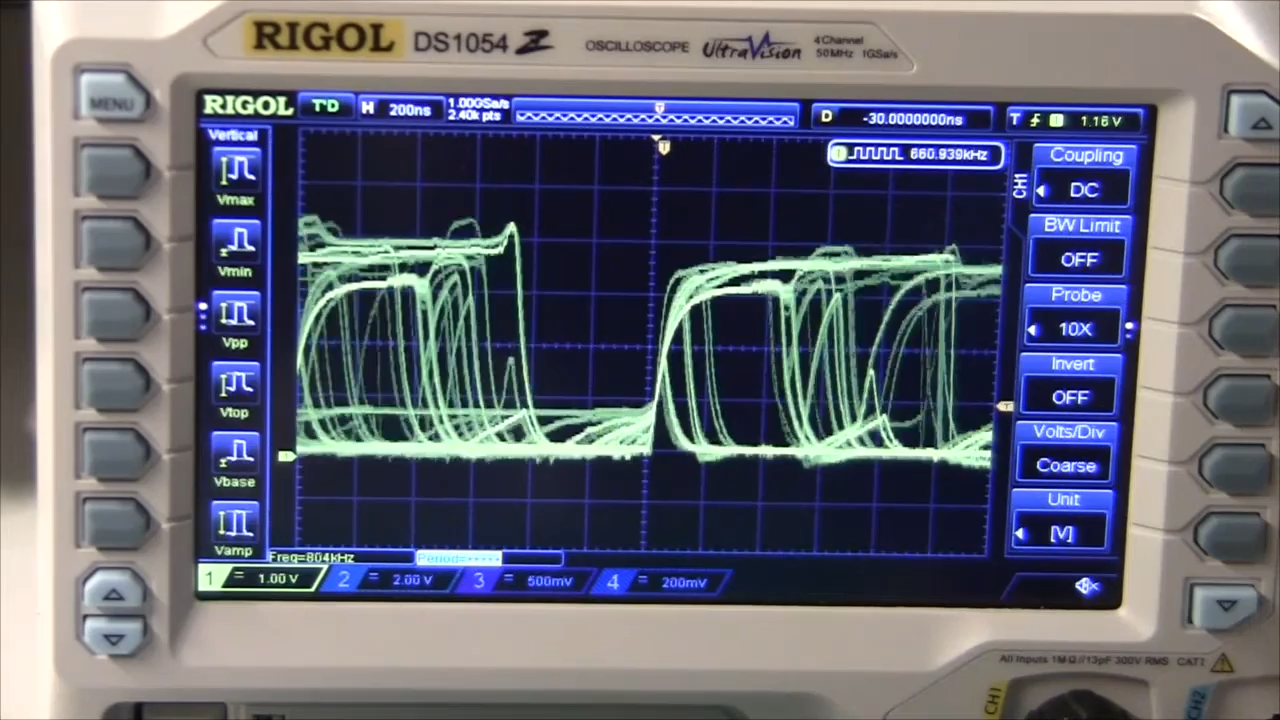 RIGOL DS1054 Z OSCILLOSCOPE UltraVision 4 Channel 50MHz 1GSa/s
MENU
RIGOL T'D H 200ns 1.00GSa/s 2.40k pts D -30.0000000ns T 1 1.16 V
Vertical
Vmax
Vmin
Vpp
Vtop
Vbase
Vamp
T
660.939kHz
CH1
Coupling
DC
BW Limit
OFF
Probe
10X
Invert
OFF
Volts/Div
Coarse
Unit
[V]
Freq=804kHz Period=*****
1 = 1.00 V 2 = 2.00 V 3 = 500mV 4 = 200mV
All Inputs 1MΩ//13pF 300V RMS CAT I
CH1 CH2